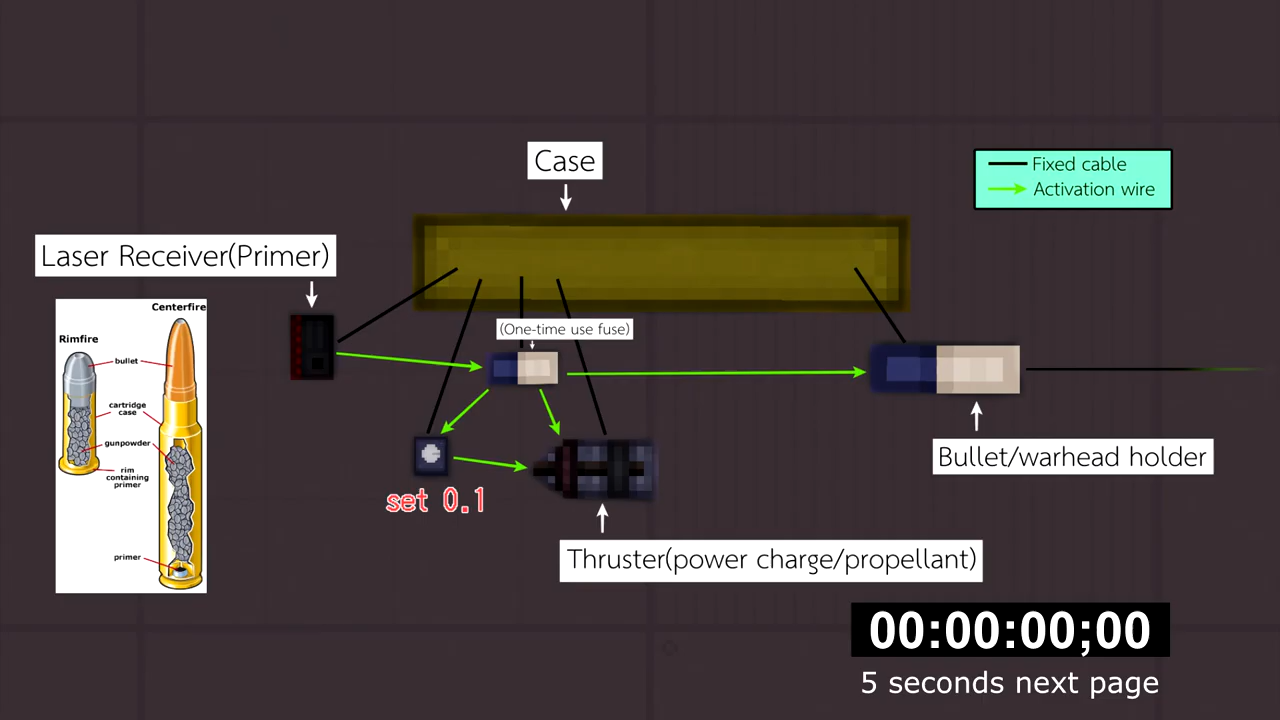 Case
Fixed cable
Activation wire
Laser Receiver(Primer)
Centerfire
Rimfire
bullet
cartridge
case
gunpowder
rim
containing
primer
primer
(One-time use fuse)
set 0.1
Bullet/warhead holder
Thruster(power charge/propellant)
00:00:00;00
5 seconds next page